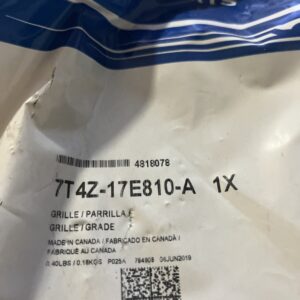 4818078
7T4Z-17E810-A 1X
GRILLE / PARRILLA /
GRILLE / GRADE
MADE IN CANADA / FABRICADO EN CANADA /
FABRIQUE AU CANADA
0.40LBS / 0.18KGS P025A 764808 06JUN2019